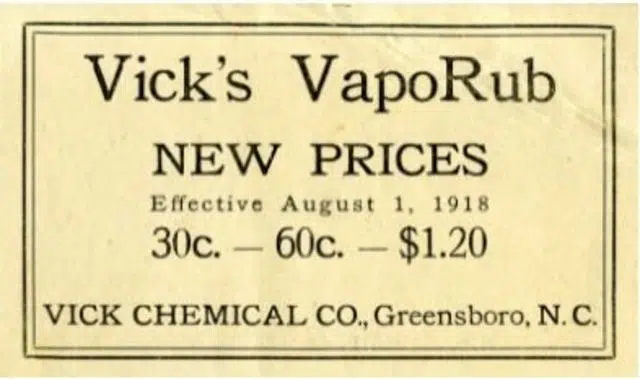 Vick's VapoRub
NEW PRICES
Effective August 1, 1918
30c. — 60c. — $1.20
VICK CHEMICAL CO., Greensboro, N. C.